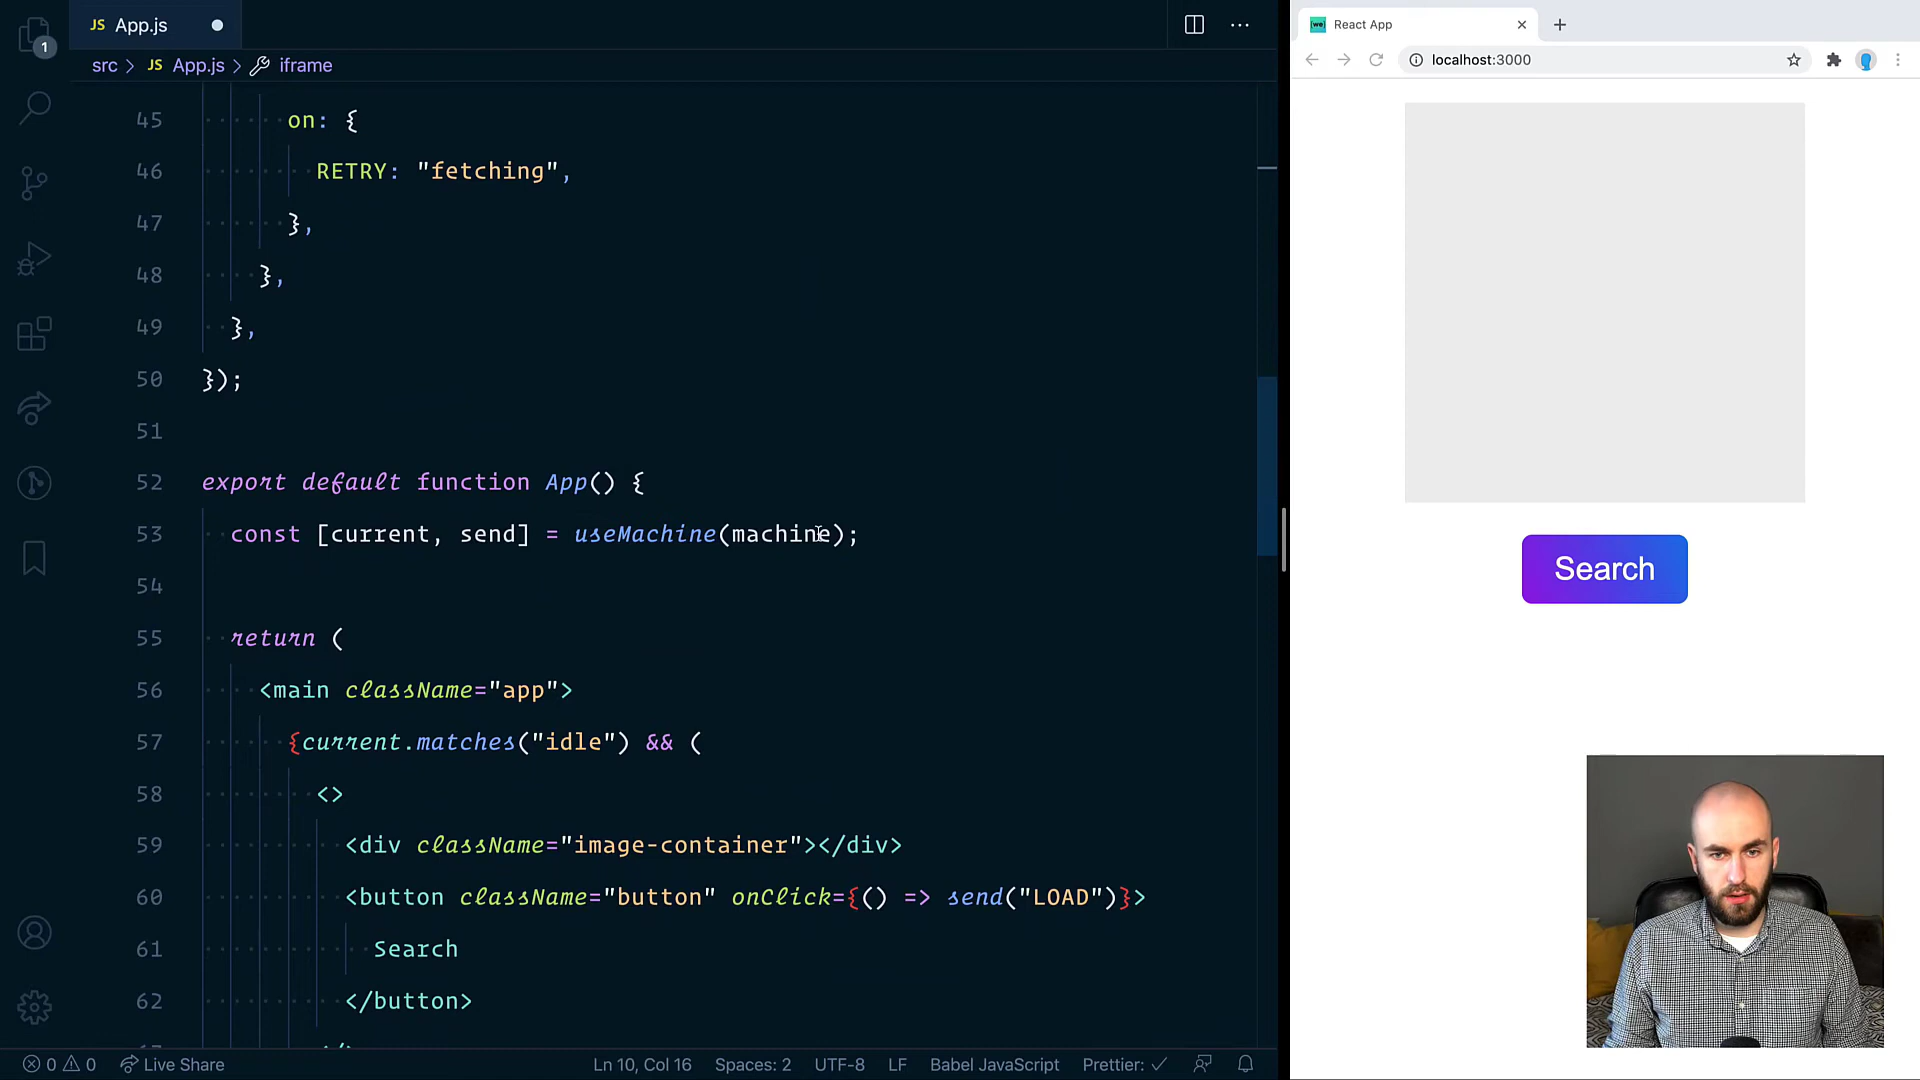 JS App.js
1
src > JS App.js > iframe
45 on: {
46 RETRY: "fetching",
47 },
48 },
49 },
50 });
51
52 export default function App() {
53 const [current, send] = useMachine(machine);
54
55 return (
56 <main className="app">
57 {current.matches("idle") && (
58 <>
59 <div className="image-container"></div>
60 <button className="button" onClick={() => send("LOAD")}>
61 Search
62 </button>
0 0 Live Share Ln 10, Col 16 Spaces: 2 UTF-8 LF Babel JavaScript Prettier: ✓
React App
localhost:3000
Search